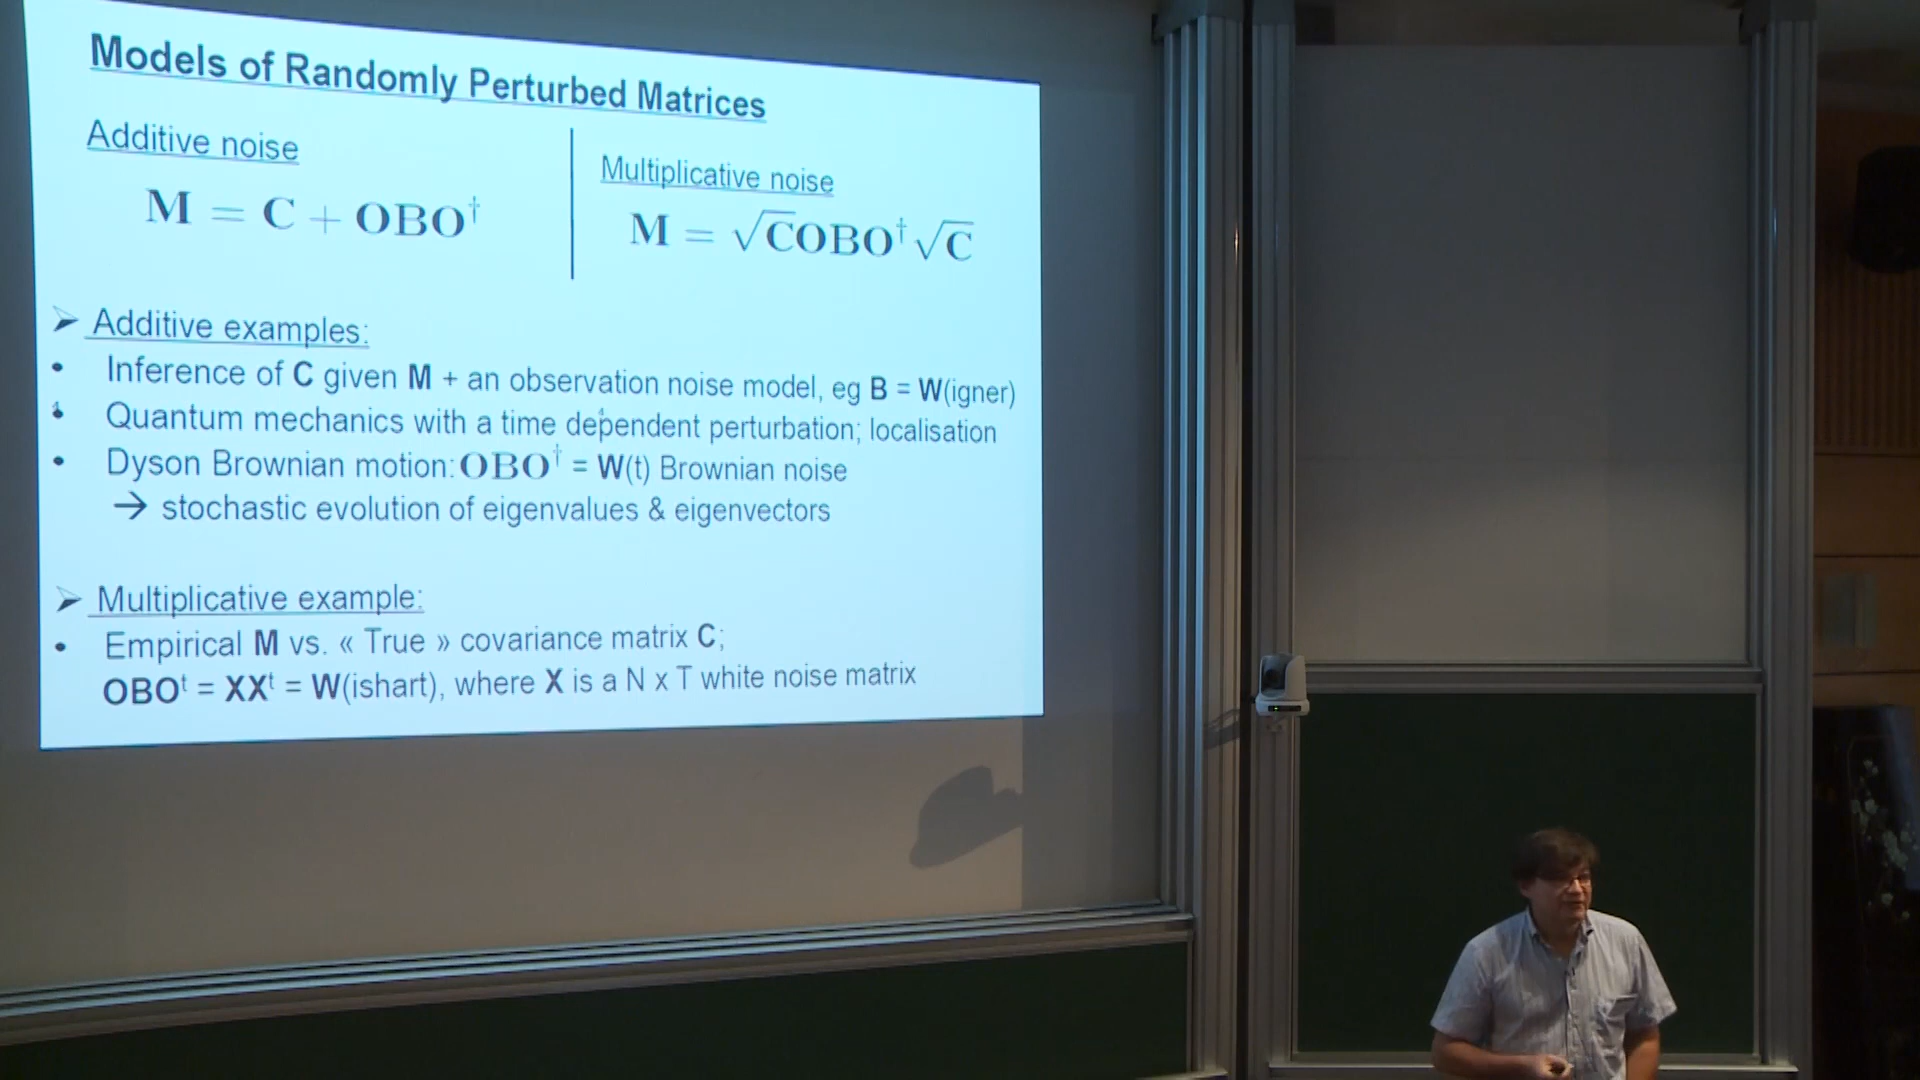 Models of Randomly Perturbed Matrices
Additive noise
M = C + OBO†
Multiplicative noise
M = √C OBO† √C
➢ Additive examples:
• Inference of C given M + an observation noise model, eg B = W(igner)
• Quantum mechanics with a time dependent perturbation; localisation
• Dyson Brownian motion: OBO† = W(t) Brownian noise
→ stochastic evolution of eigenvalues & eigenvectors
➢ Multiplicative example:
• Empirical M vs. « True » covariance matrix C;
OBOᵗ = XXᵗ = W(ishart), where X is a N x T white noise matrix